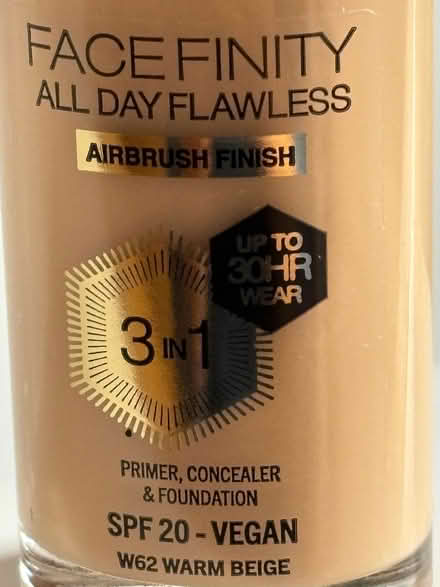 FACEFINITY
ALL DAY FLAWLESS
AIRBRUSH FINISH
UP TO
30HR
WEAR
3 IN 1
PRIMER, CONCEALER
& FOUNDATION
SPF 20 - VEGAN
W62 WARM BEIGE